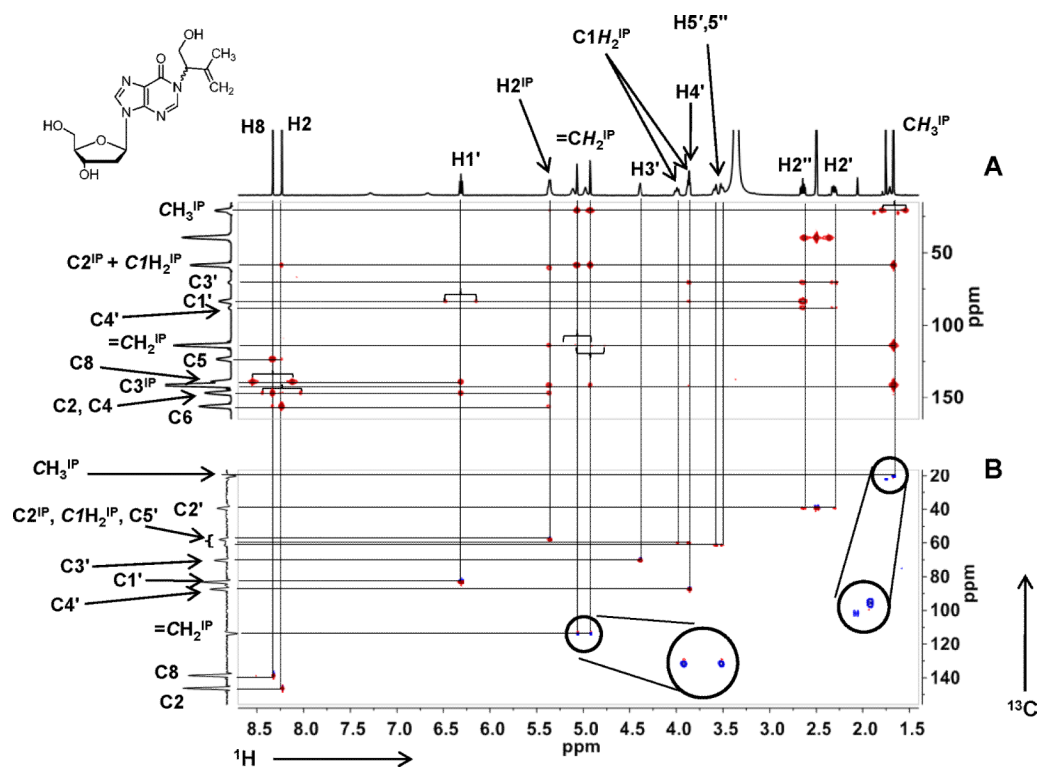 HO
O
CH₃
N
N
CH₂
N
N
HO
O
OH
H8
H2
H1'
H2ᴵᴾ
=CH₂ᴵᴾ
H3'
C1H₂ᴵᴾ
H4'
H5′,5"
H2"
H2'
CH₃ᴵᴾ
A
CH₃ᴵᴾ
C2ᴵᴾ + C1H₂ᴵᴾ
C3'
C1'
C4'
=CH₂ᴵᴾ
C5
C8
C3ᴵᴾ
C2, C4
C6
50
100
150
ppm
B
CH₃ᴵᴾ
C2'
C2ᴵᴾ, C1H₂ᴵᴾ, C5'
{
C3'
C1'
C4'
=CH₂ᴵᴾ
C8
C2
20
40
60
80
100
120
140
ppm
¹³C
8.5 8.0 7.5 7.0 6.5 6.0 5.5 5.0 4.5 4.0 3.5 3.0 2.5 2.0 1.5
ppm
¹H